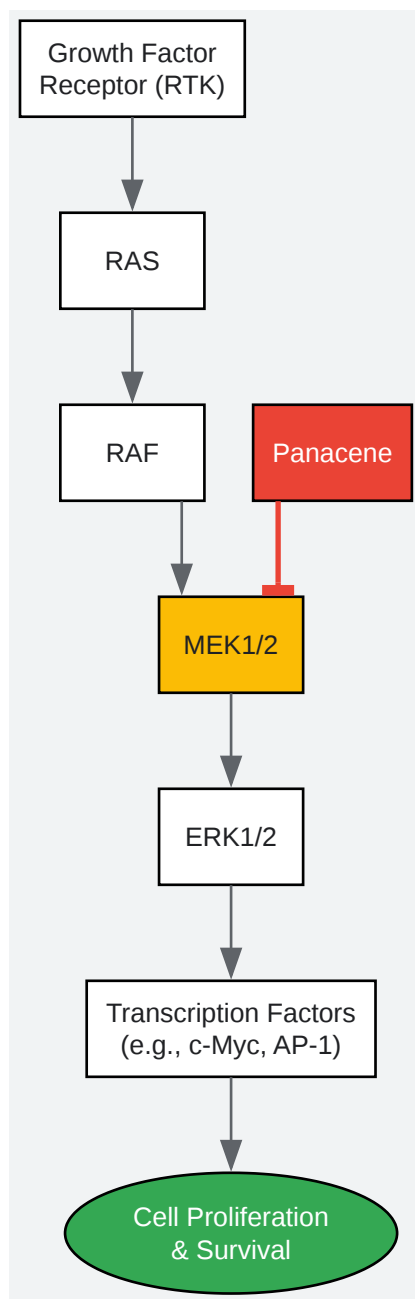 Growth Factor
Receptor (RTK)
RAS
RAF
Panacene
MEK1/2
ERK1/2
Transcription Factors
(e.g., c-Myc, AP-1)
Cell Proliferation
& Survival